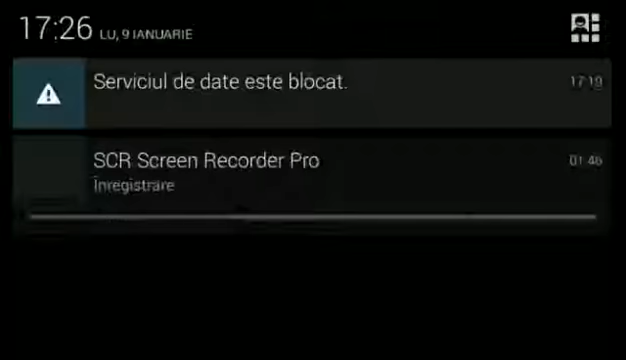 17:26 LU, 9 IANUARIE
Serviciul de date este blocat. 17:19
SCR Screen Recorder Pro 01:46
Înregistrare